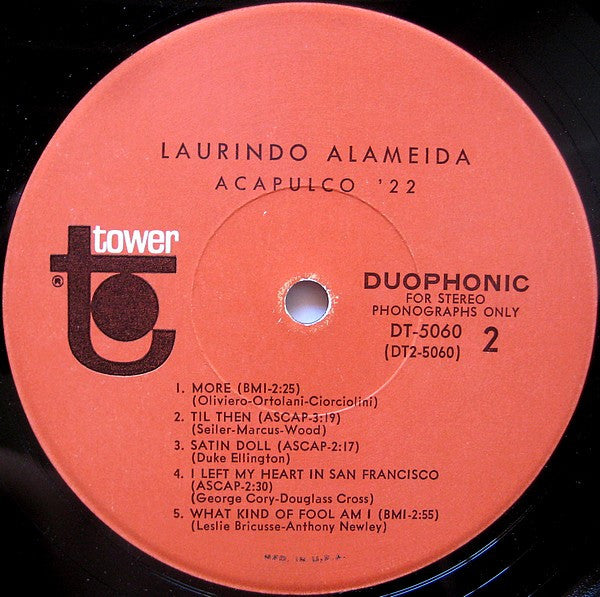 LAURINDO ALAMEIDA
ACAPULCO '22
tower
®
DUOPHONIC
FOR STEREO
PHONOGRAPHS ONLY
DT-5060
(DT2-5060)
2
1. MORE (BMI-2:25)
(Oliviero-Ortolani-Ciorciolini)
2. TIL THEN (ASCAP-3:19)
(Seiler-Marcus-Wood)
3. SATIN DOLL (ASCAP-2:17)
(Duke Ellington)
4. I LEFT MY HEART IN SAN FRANCISCO
(ASCAP-2:30)
(George Cory-Douglass Cross)
5. WHAT KIND OF FOOL AM I (BMI-2:55)
(Leslie Bricusse-Anthony Newley)
MFD. IN U.S.A.